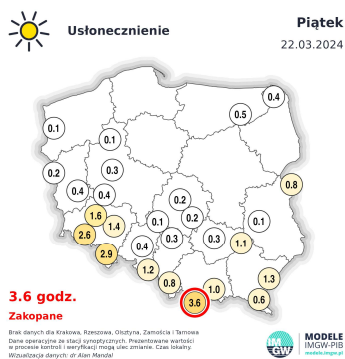 Usłonecznienie
Piątek
22.03.2024
0.4
0.5
0.1
0.1
0.2
0.3
0.8
0.4
0.4
0.2
1.6
0.1
0.2
0.1
1.4
2.6
0.3
0.3
1.1
0.4
2.9
1.2
1.3
0.8
1.0
3.6
0.6
3.6 godz.
Zakopane
Brak danych dla Krakowa, Rzeszowa, Olsztyna, Zamościa i Tarnowa
Dane operacyjne ze stacji synoptycznych. Prezentowane wartości
w procesie kontroli i weryfikacji mogą ulec zmianie. Czas lokalny.
Wizualizacja danych: dr Alan Mandal
IM
GW
MODELE
IMGW-PIB
modele.imgw.pl